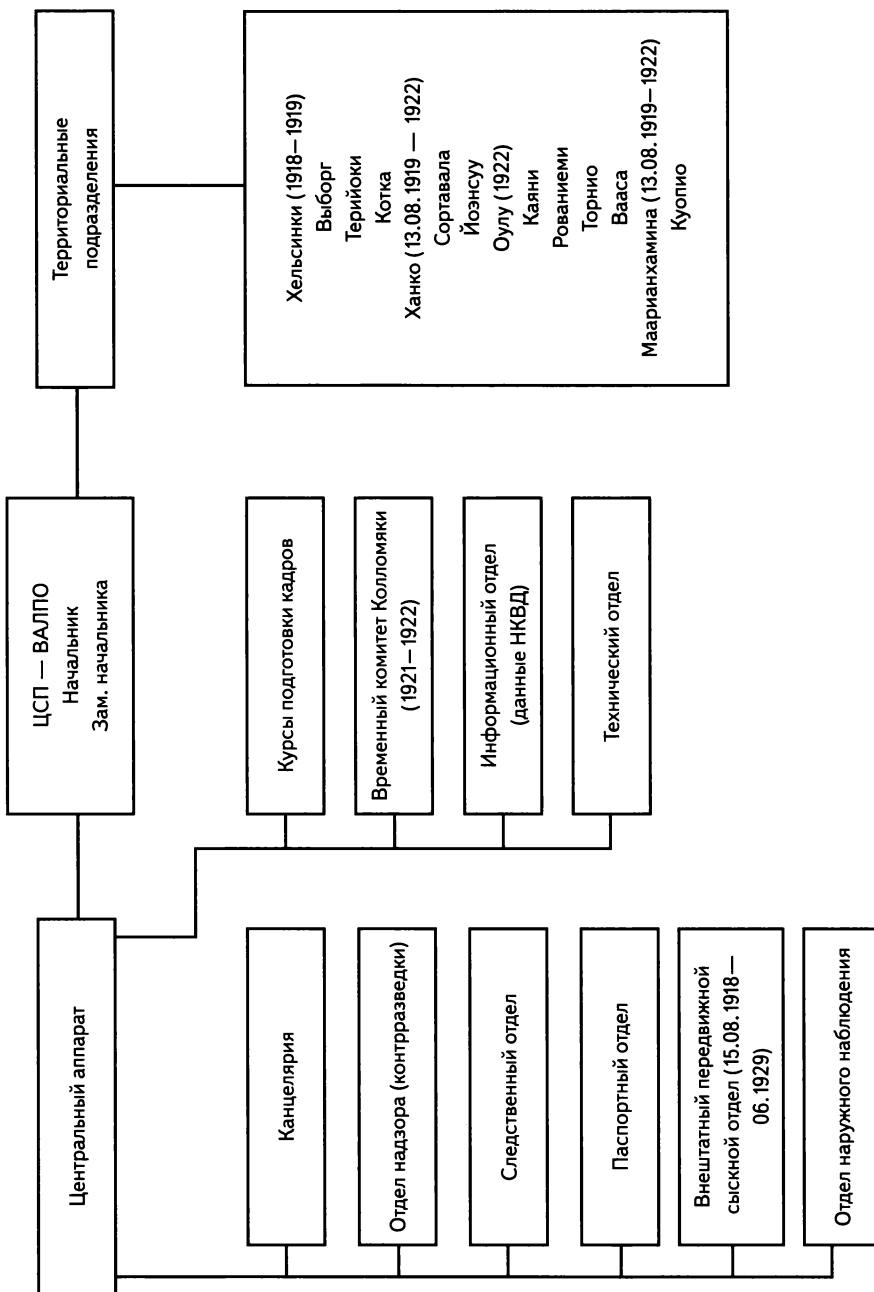 ЦСП — ВАЛПО
Начальник
Зам. начальника
Центральный аппарат
Территориальные
подразделения
Канцелярия
Отдел надзора (контрразведки)
Следственный отдел
Паспортный отдел
Внештатный передвижной
сыскной отдел (15.08.1918—
06.1929)
Отдел наружного наблюдения
Курсы подготовки кадров
Временный комитет Колломяки
(1921—1922)
Информационный отдел
(данные НКВД)
Технический отдел
Хельсинки (1918—1919)
Выборг
Терийоки
Котка
Ханко (13.08.1919 — 1922)
Сортавала
Йоэнсуу
Оулу (1922)
Каяни
Рованиеми
Торнио
Вааса
Маарианхамина (13.08.1919—1922)
Куопио